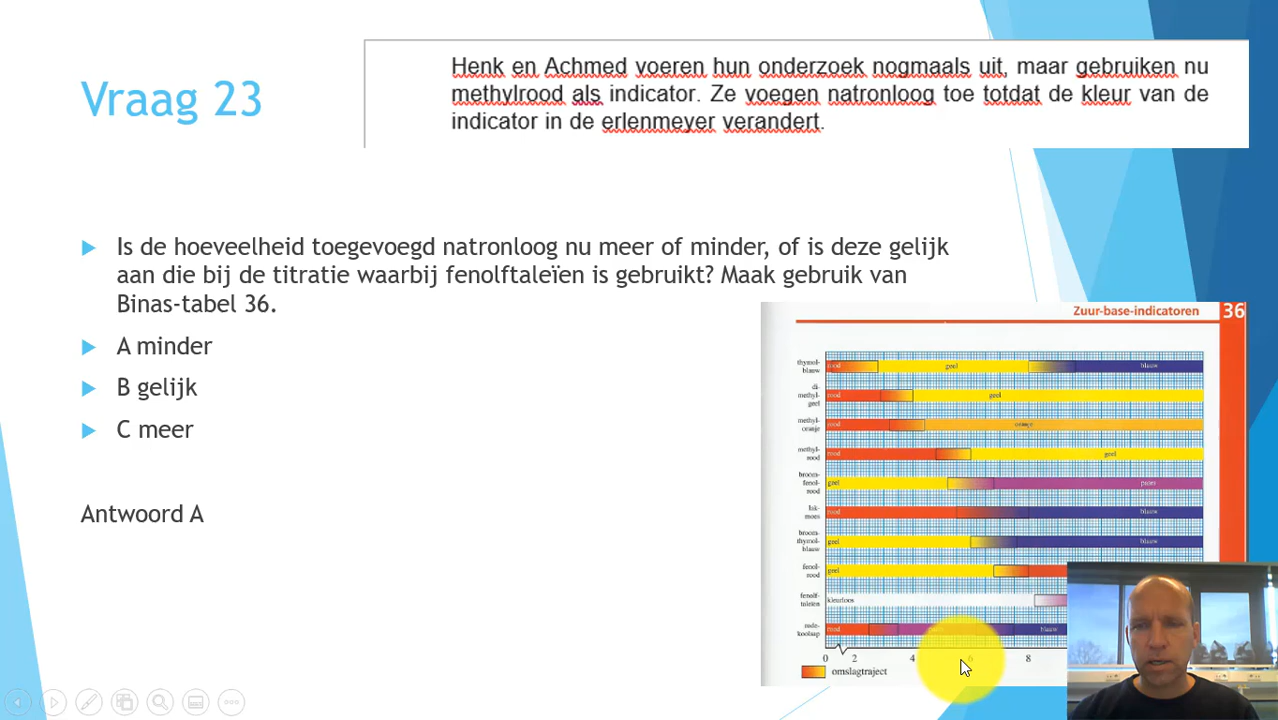 Vraag 23
Henk en Achmed voeren hun onderzoek nogmaals uit, maar gebruiken nu
methylrood als indicator. Ze voegen natronloog toe totdat de kleur van de
indicator in de erlenmeyer verandert.
Is de hoeveelheid toegevoegd natronloog nu meer of minder, of is deze gelijk
aan die bij de titratie waarbij fenolftaleïen is gebruikt? Maak gebruik van
Binas-tabel 36.
A minder
B gelijk
C meer
Antwoord A
Zuur-base-indicatoren 36
thymol-
blauw
rood geel blauw
di
methyl-
geel
rood geel
methyl-
oranje
rood oranje
methyl-
rood
rood geel
broom-
fenol-
rood
geel paars
lak-
moes
rood blauw
broom-
thymol-
blauw
geel blauw
fenol-
rood
geel
fenolf-
taleïen
kleurloos
rode-
koolsap
rood blauw
0 2 4 6 8
omslagtraject